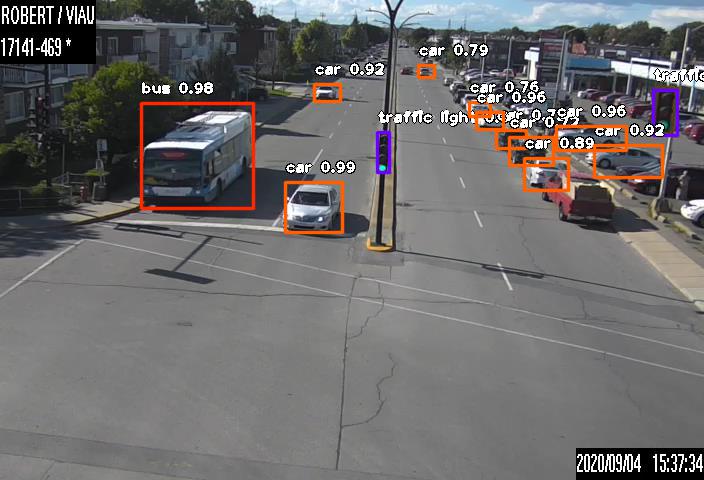 ROBERT / VIAU
17141-469 *
car 0.79
car 0.92
traffic
bus 0.98
car 0.76
car 0.96
car 0.96
traffic light
car 0.92
car 0.89
car 0.99
2020/09/04 15:37:34